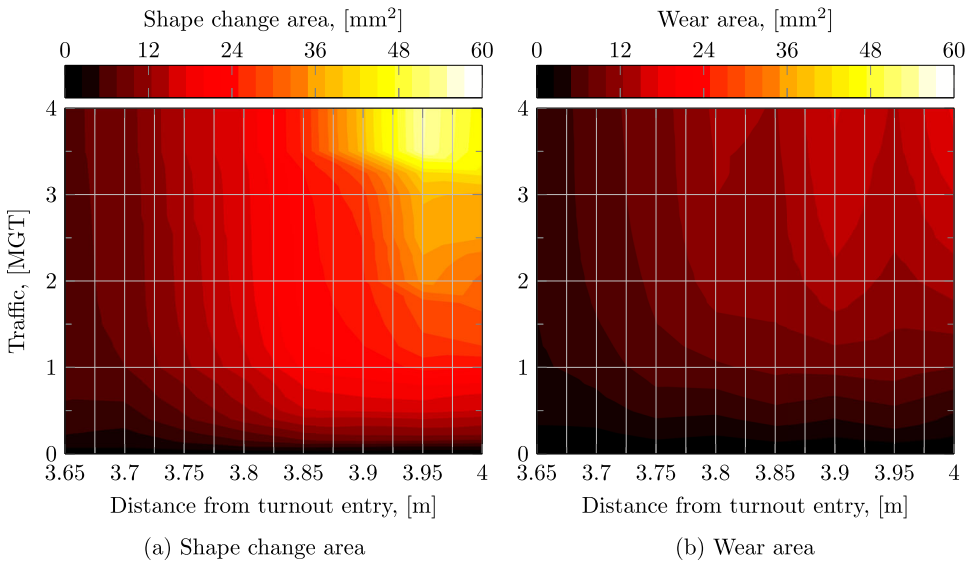 Shape change area, [mm²]
0 12 24 36 48 60
Wear area, [mm²]
0 12 24 36 48 60
Traffic, [MGT]
4
3
2
1
0
3.65 3.7 3.75 3.8 3.85 3.9 3.95 4
Distance from turnout entry, [m]
(a) Shape change area
4
3
2
1
0
3.65 3.7 3.75 3.8 3.85 3.9 3.95 4
Distance from turnout entry, [m]
(b) Wear area